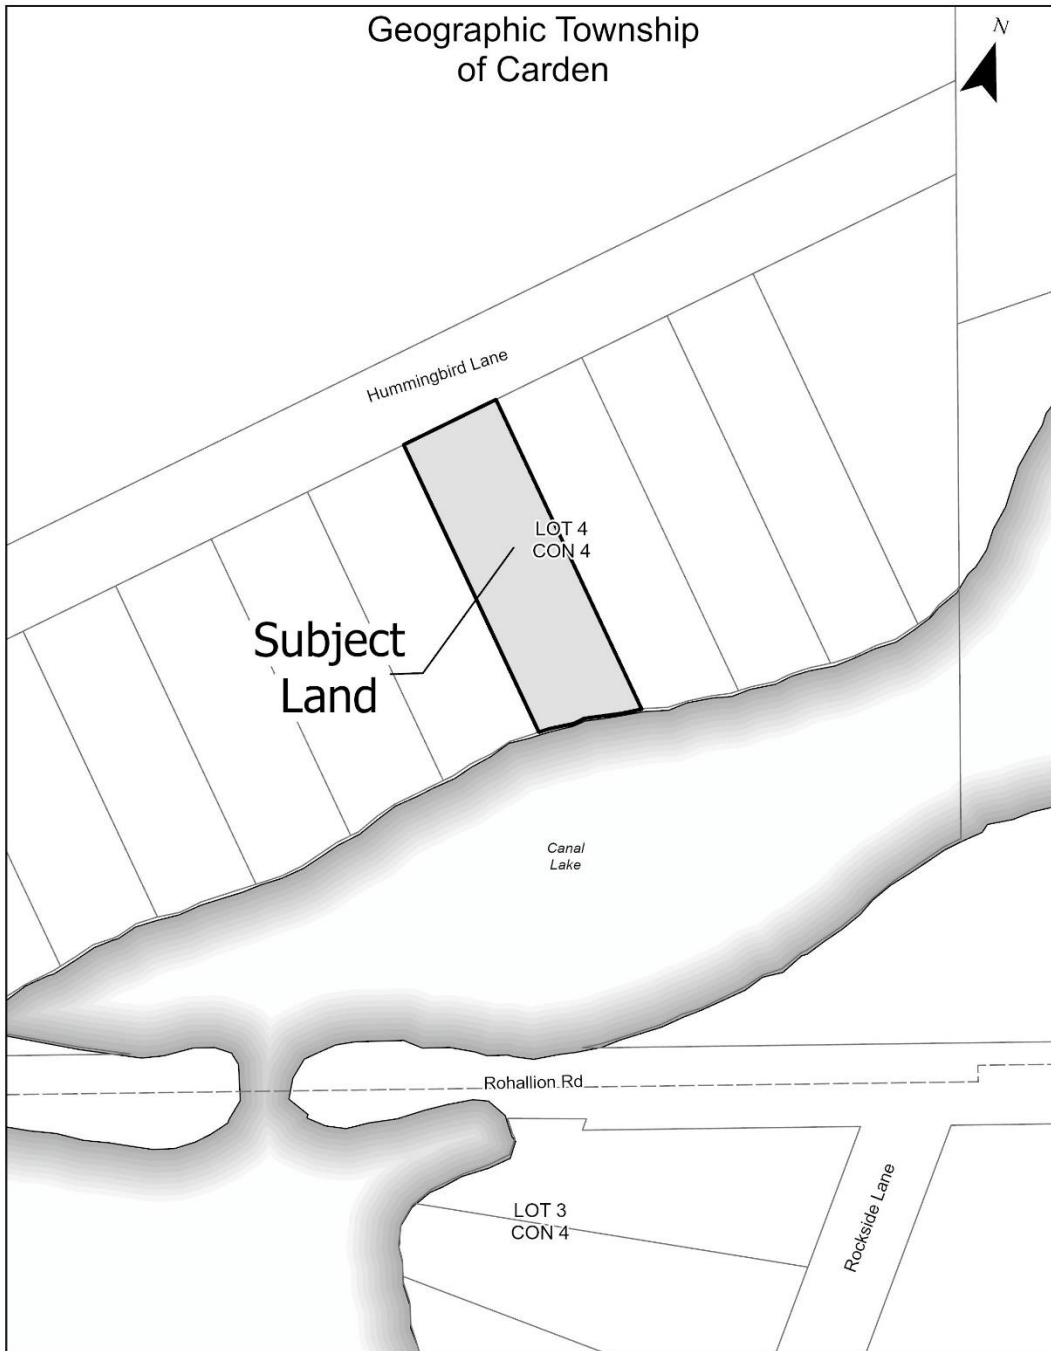 Geographic Township
of Carden
N
Hummingbird Lane
LOT 4
CON 4
Subject
Land
Canal
Lake
Rohallion Rd
LOT 3
CON 4
Rockside Lane